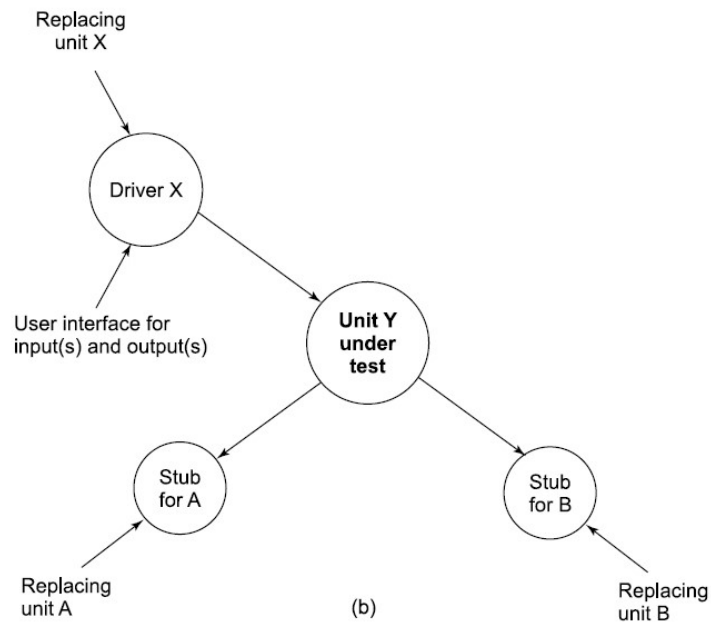 Replacing
unit X
Driver X
User interface for
input(s) and output(s)
Unit Y
under
test
Stub
for A
Stub
for B
Replacing
unit A
(b)
Replacing
unit B